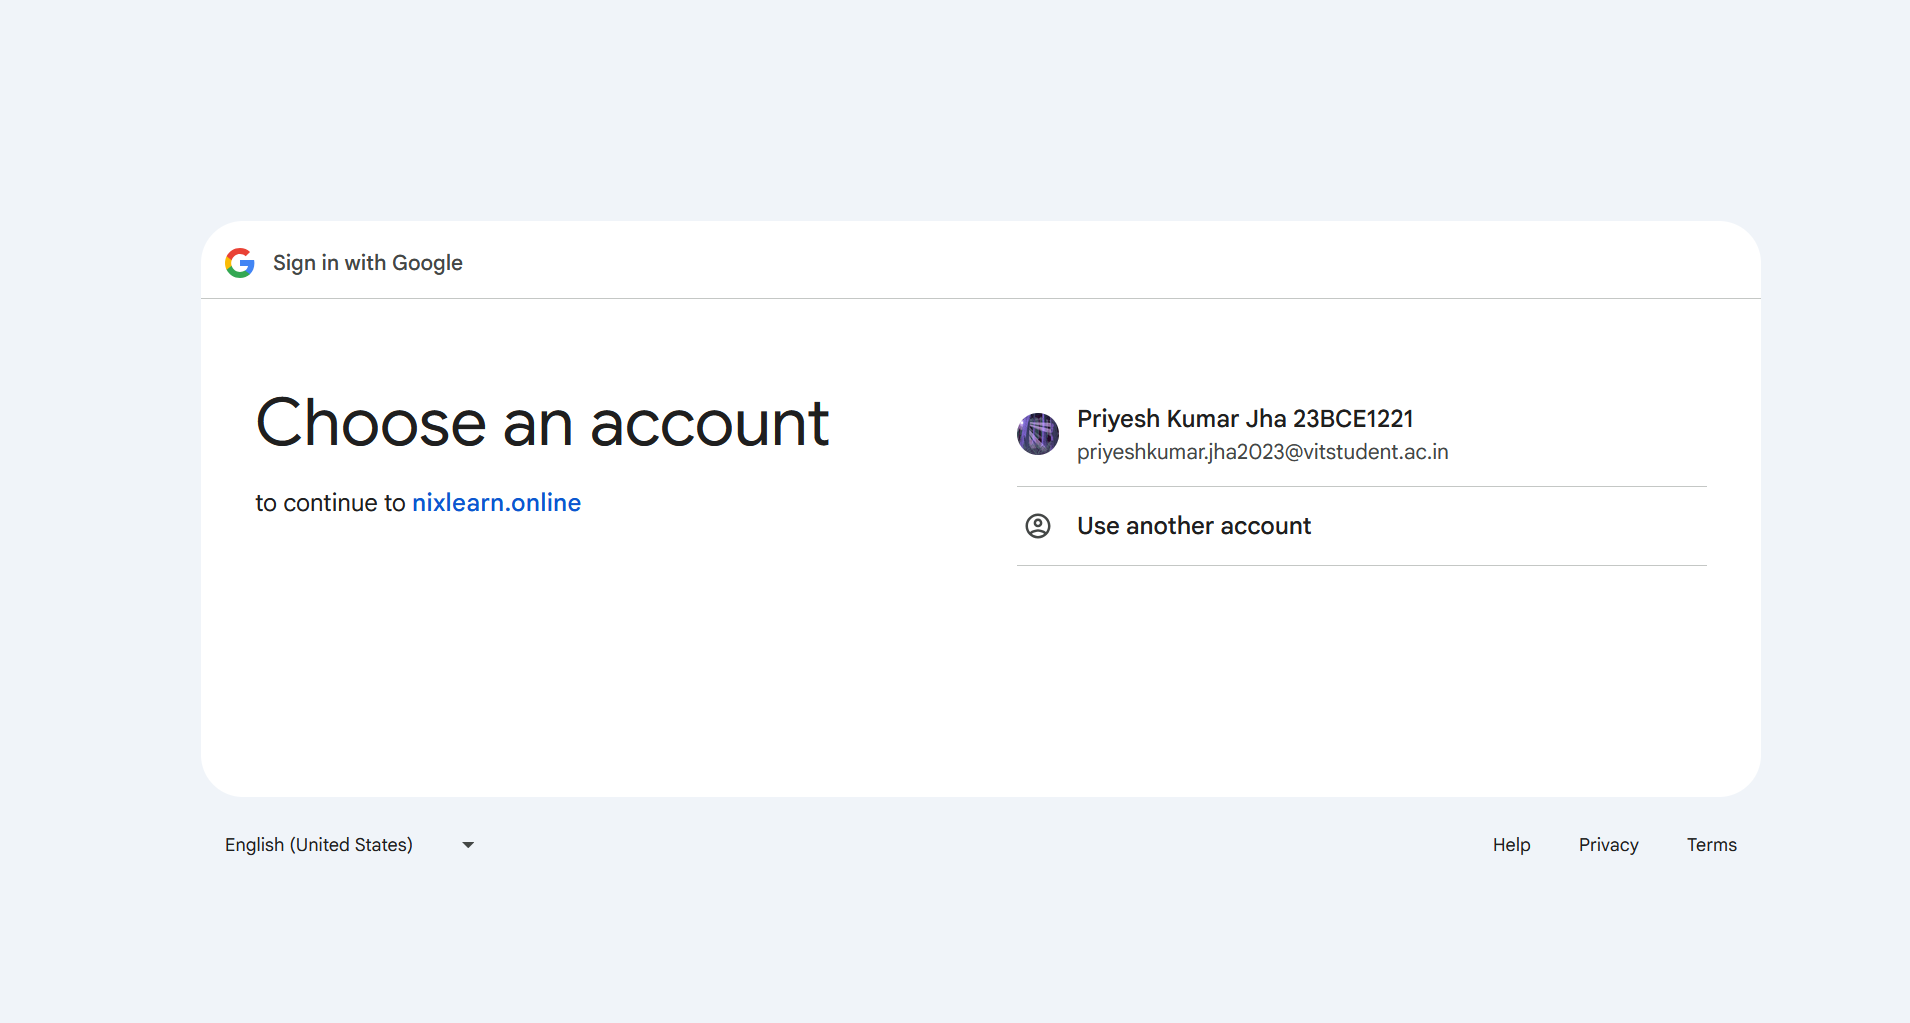 Sign in with Google
Choose an account
to continue to nixlearn.online
Priyesh Kumar Jha 23BCE1221
priyeshkumar.jha2023@vitstudent.ac.in
Use another account
English (United States)
Help Privacy Terms